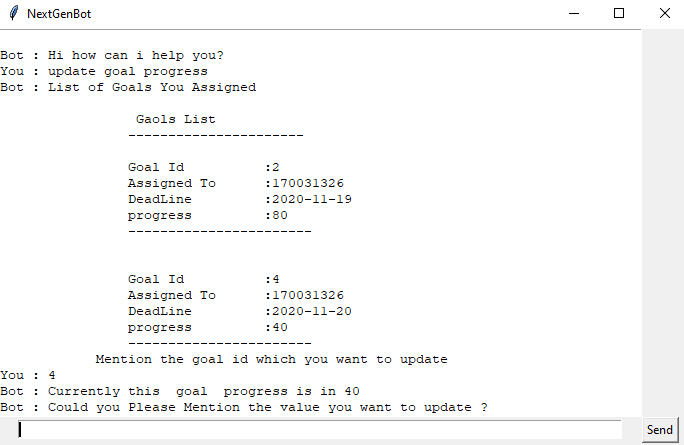 NextGenBot
Bot : Hi how can i help you?
You : update goal progress
Bot : List of Goals You Assigned
Gaols List
----------------------
Goal Id :2
Assigned To :170031326
DeadLine :2020-11-19
progress :80
-----------------------
Goal Id :4
Assigned To :170031326
DeadLine :2020-11-20
progress :40
-----------------------
Mention the goal id which you want to update
You : 4
Bot : Currently this  goal  progress is in 40
Bot : Could you Please Mention the value you want to update ?
Send